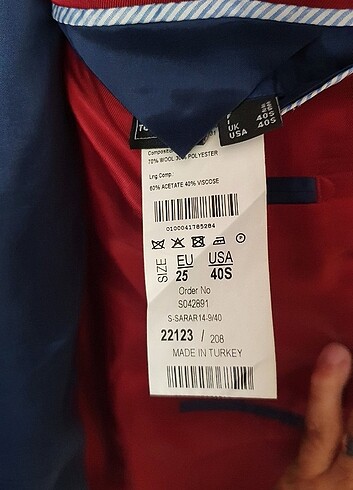 TO
UK 40S
USA 40S
Composition
70% WOOL 30% POLYESTER
Lng.Comp.
60% ACETATE 40% VISCOSE
0100041785284
SIZE EU USA
25 40S
Order No
S042891
S-SARAR14-9/40
22123 / 208
MADE IN TURKEY